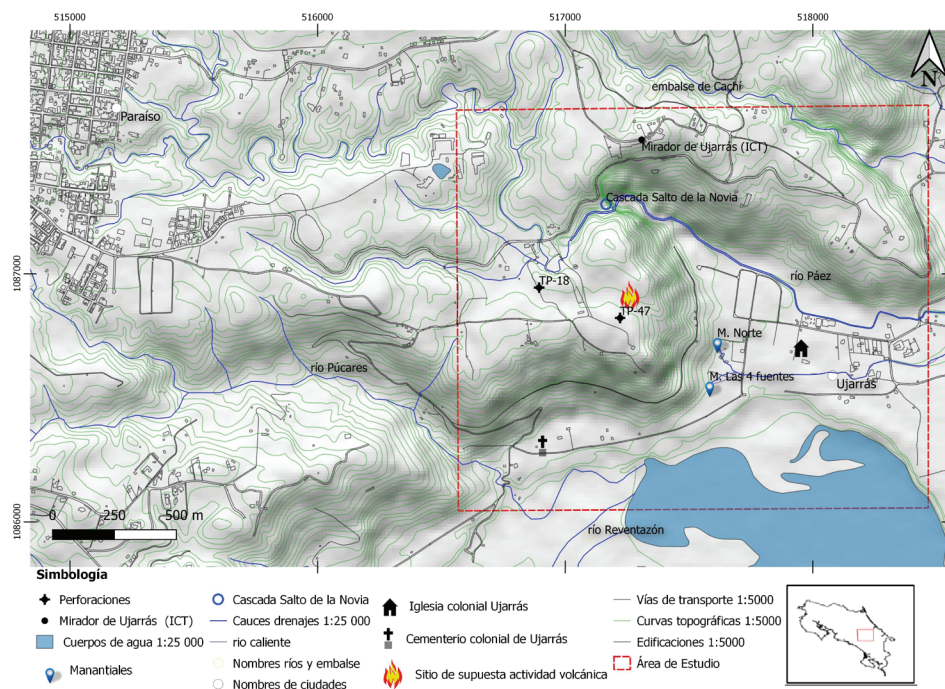 515000 516000 517000 518000
N
embalse de Cachí
Paraíso
Mirador de Ujarrás (ICT)
Cascada Salto de la Novia
1087000
río Páez
TP-18
TP-47
M. Norte
río Púcares
M. Las 4 fuentes
Ujarrás
1086000
0 250 500 m
río Reventazón
Simbología
Perforaciones
Mirador de Ujarrás (ICT)
Cuerpos de agua 1:25 000
Manantiales
Cascada Salto de la Novia
Cauces drenajes 1:25 000
rio caliente
Nombres ríos y embalse
Nombres de ciudades
Iglesia colonial Ujarrás
Cementerio colonial de Ujarrás
Sitio de supuesta actividad volcánica
Vías de transporte 1:5000
Curvas topográficas 1:5000
Edificaciones 1:5000
Área de Estudio